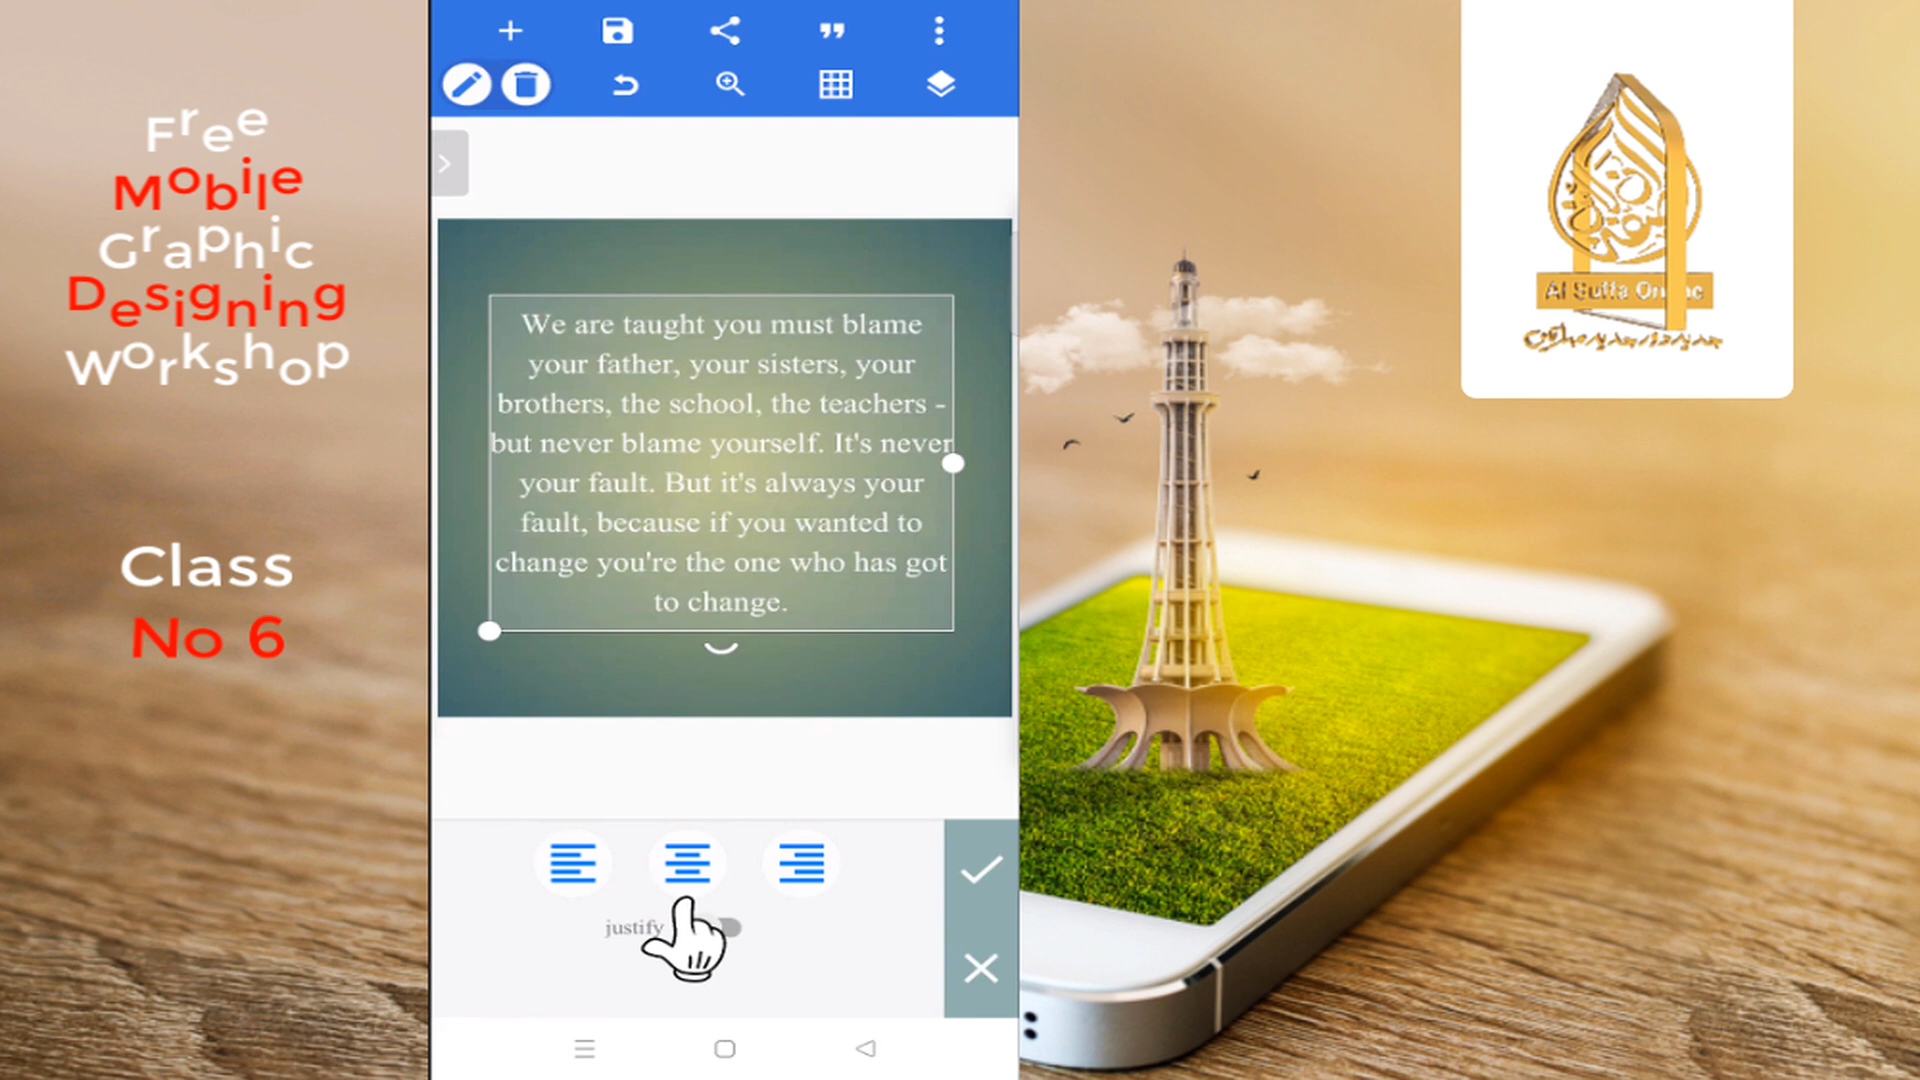 Free
Mobile
Graphic
Designing
Workshop
Class
No 6
We are taught you must blame
your father, your sisters, your
brothers, the school, the teachers -
but never blame yourself. It's never
your fault. But it's always your
fault, because if you wanted to
change you're the one who has got
to change.
justify
Al Suffa Online